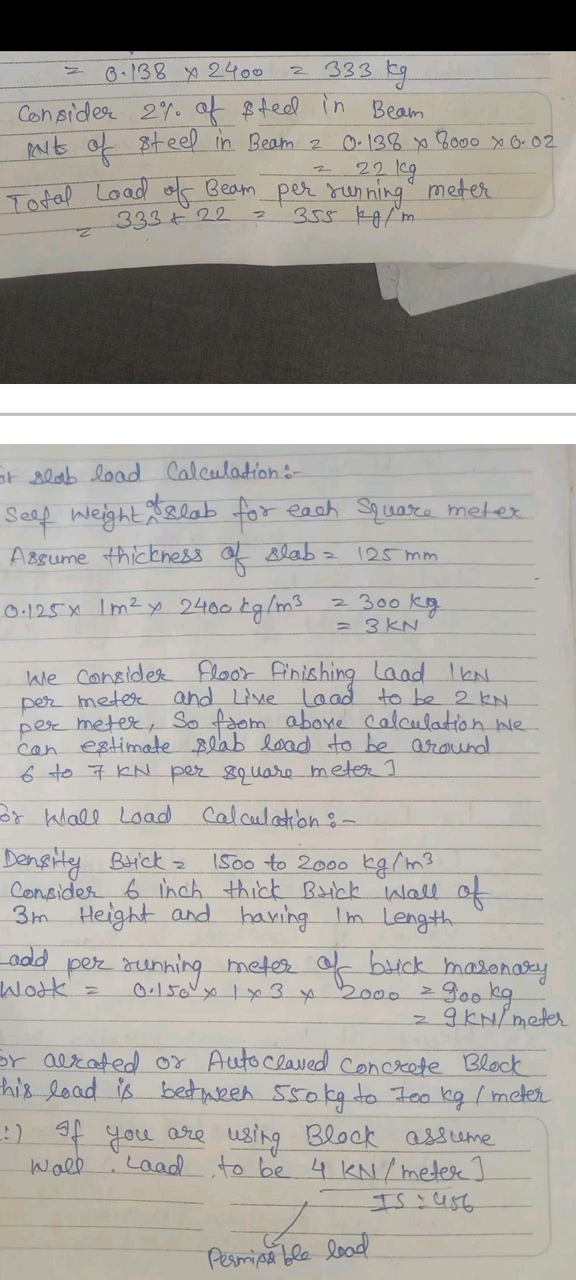 = 0.138 x 2400 = 333 kg
Consider 2% of Steel in Beam
Wt of Steel in Beam = 0.138 x 8000 x 0.02
= 22 kg
Total Load of Beam per running meter
= 333 + 22 = 355 kg/m
or slab load Calculation:-
Self Weight of slab for each Square meter
Assume thickness of slab = 125 mm
0.125 x 1m² x 2400 kg/m³ = 300 kg
= 3 KN
We Consider Floor Finishing Laad 1 KN
per meter and Live Laad to be 2 KN
per meter, So from above calculation we
can estimate slab load to be around
6 to 7 KN per square meter]
or Wall Load Calculation:-
Density Brick = 1500 to 2000 kg/m³
Consider 6 inch thick Brick Wall of
3m Height and having 1m Length
Laad per running meter of brick masonary
Work = 0.150 x 1 x 3 x 2000 = 900 kg
= 9 KN/meter
or aerated or Autoclaved Concrete Block
his load is between 550 kg to 700 kg/meter
:) If you are using Block assume
Wall Laad to be 4 KN/meter]
IS:456
Permissible load